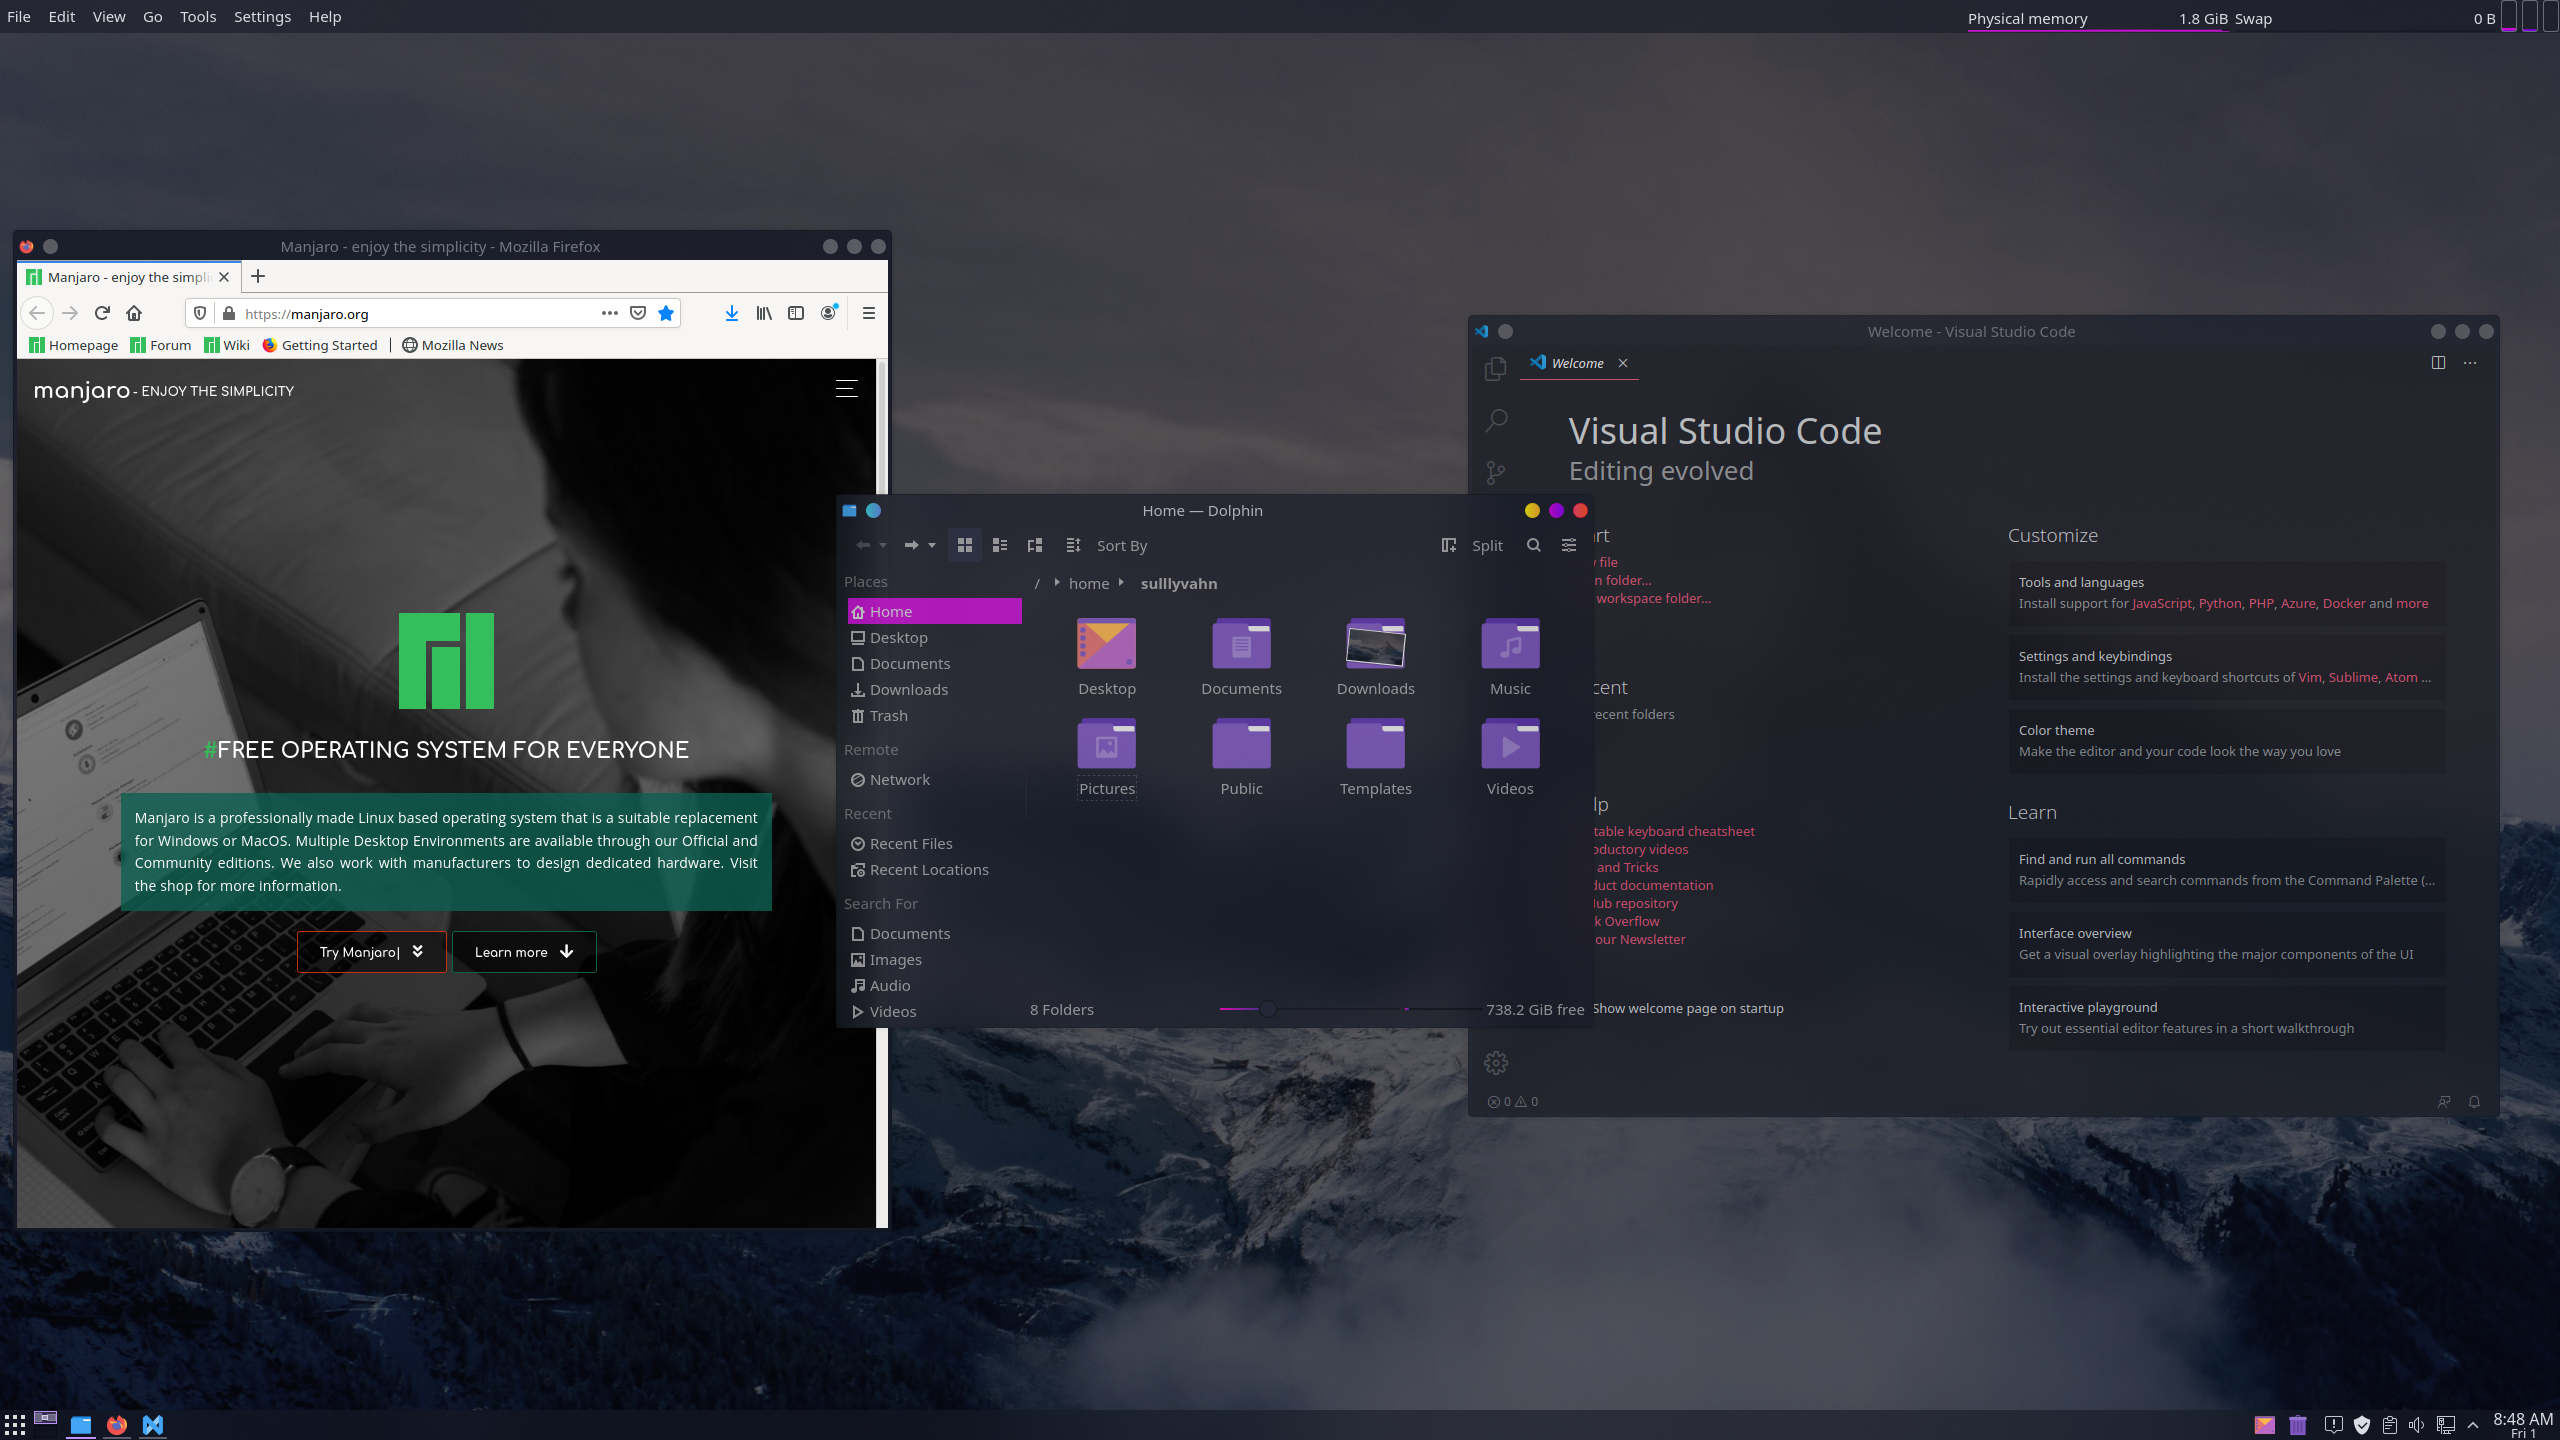 File Edit View Go Tools Settings Help
Physical memory 1.8 GiB Swap 0 B
Manjaro - enjoy the simplicity - Mozilla Firefox
Manjaro - enjoy the simpli
https://manjaro.org
Homepage Forum Wiki Getting Started | Mozilla News
manjaro - ENJOY THE SIMPLICITY
#FREE OPERATING SYSTEM FOR EVERYONE
Manjaro is a professionally made Linux based operating system that is a suitable replacement
for Windows or MacOS. Multiple Desktop Environments are available through our Official and
Community editions. We also work with manufacturers to design dedicated hardware. Visit
the shop for more information.
Try Manjaro| Learn more
Home — Dolphin
Sort By Split
Places
Home
Desktop
Documents
Downloads
Trash
Remote
Network
Recent
Recent Files
Recent Locations
Search For
Documents
Images
Audio
Videos
/ home sulllyvahn
Desktop Documents Downloads Music
Pictures Public Templates Videos
8 Folders 738.2 GiB free
Welcome - Visual Studio Code
Welcome
Visual Studio Code
Editing evolved
art
file
n folder...
workspace folder...
cent
recent folders
lp
table keyboard cheatsheet
oductory videos
and Tricks
duct documentation
ub repository
k Overflow
our Newsletter
Show welcome page on startup
Customize
Tools and languages
Install support for JavaScript, Python, PHP, Azure, Docker and more
Settings and keybindings
Install the settings and keyboard shortcuts of Vim, Sublime, Atom ...
Color theme
Make the editor and your code look the way you love
Learn
Find and run all commands
Rapidly access and search commands from the Command Palette (...
Interface overview
Get a visual overlay highlighting the major components of the UI
Interactive playground
Try out essential editor features in a short walkthrough
0 0
8:48 AM
Fri 1